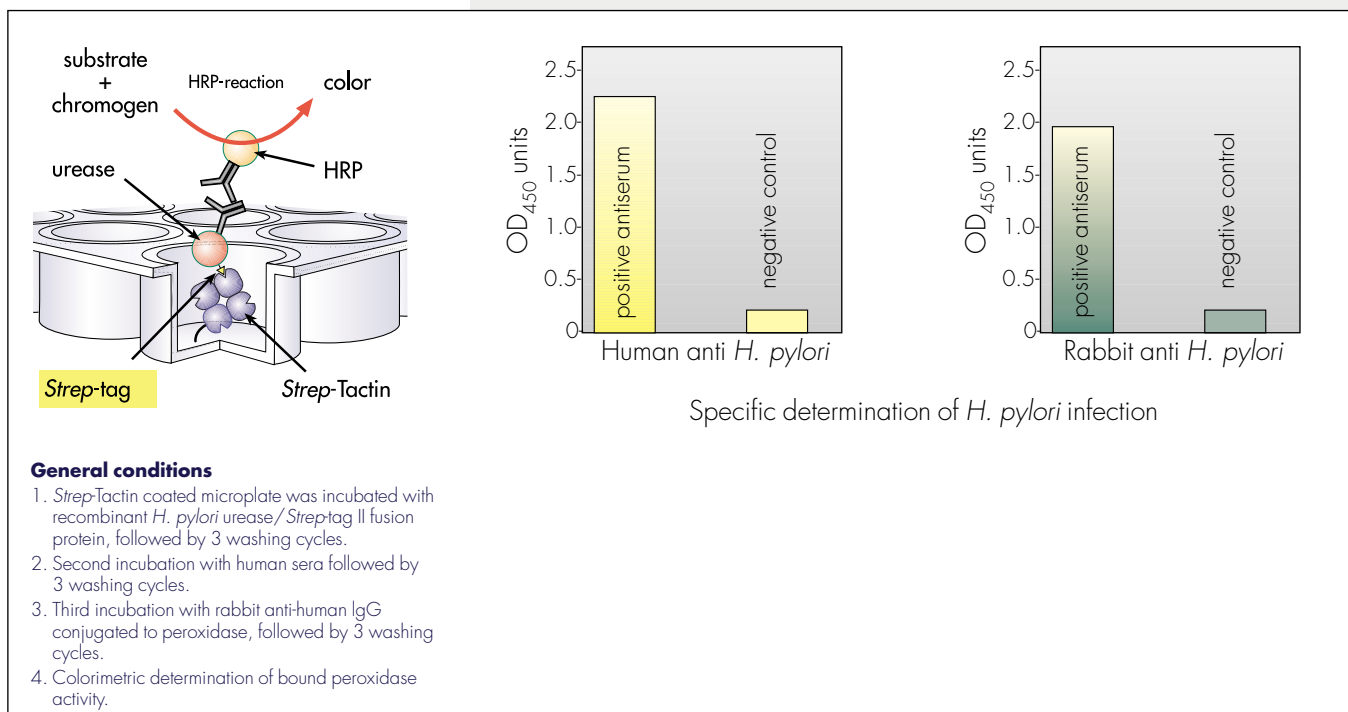 substrate
+
chromogen
HRP-reaction
color
urease
HRP
Strep-tag
Strep-Tactin
General conditions
1. Strep-Tactin coated microplate was incubated with
recombinant H. pylori urease/Strep-tag II fusion
protein, followed by 3 washing cycles.
2. Second incubation with human sera followed by
3 washing cycles.
3. Third incubation with rabbit anti-human IgG
conjugated to peroxidase, followed by 3 washing
cycles.
4. Colorimetric determination of bound peroxidase
activity.
OD450 units
2.5
2.0
1.5
1.0
0.5
0
positive antiserum
negative control
Human anti H. pylori
OD450 units
2.5
2.0
1.5
1.0
0.5
0
positive antiserum
negative control
Rabbit anti H. pylori
Specific determination of H. pylori infection